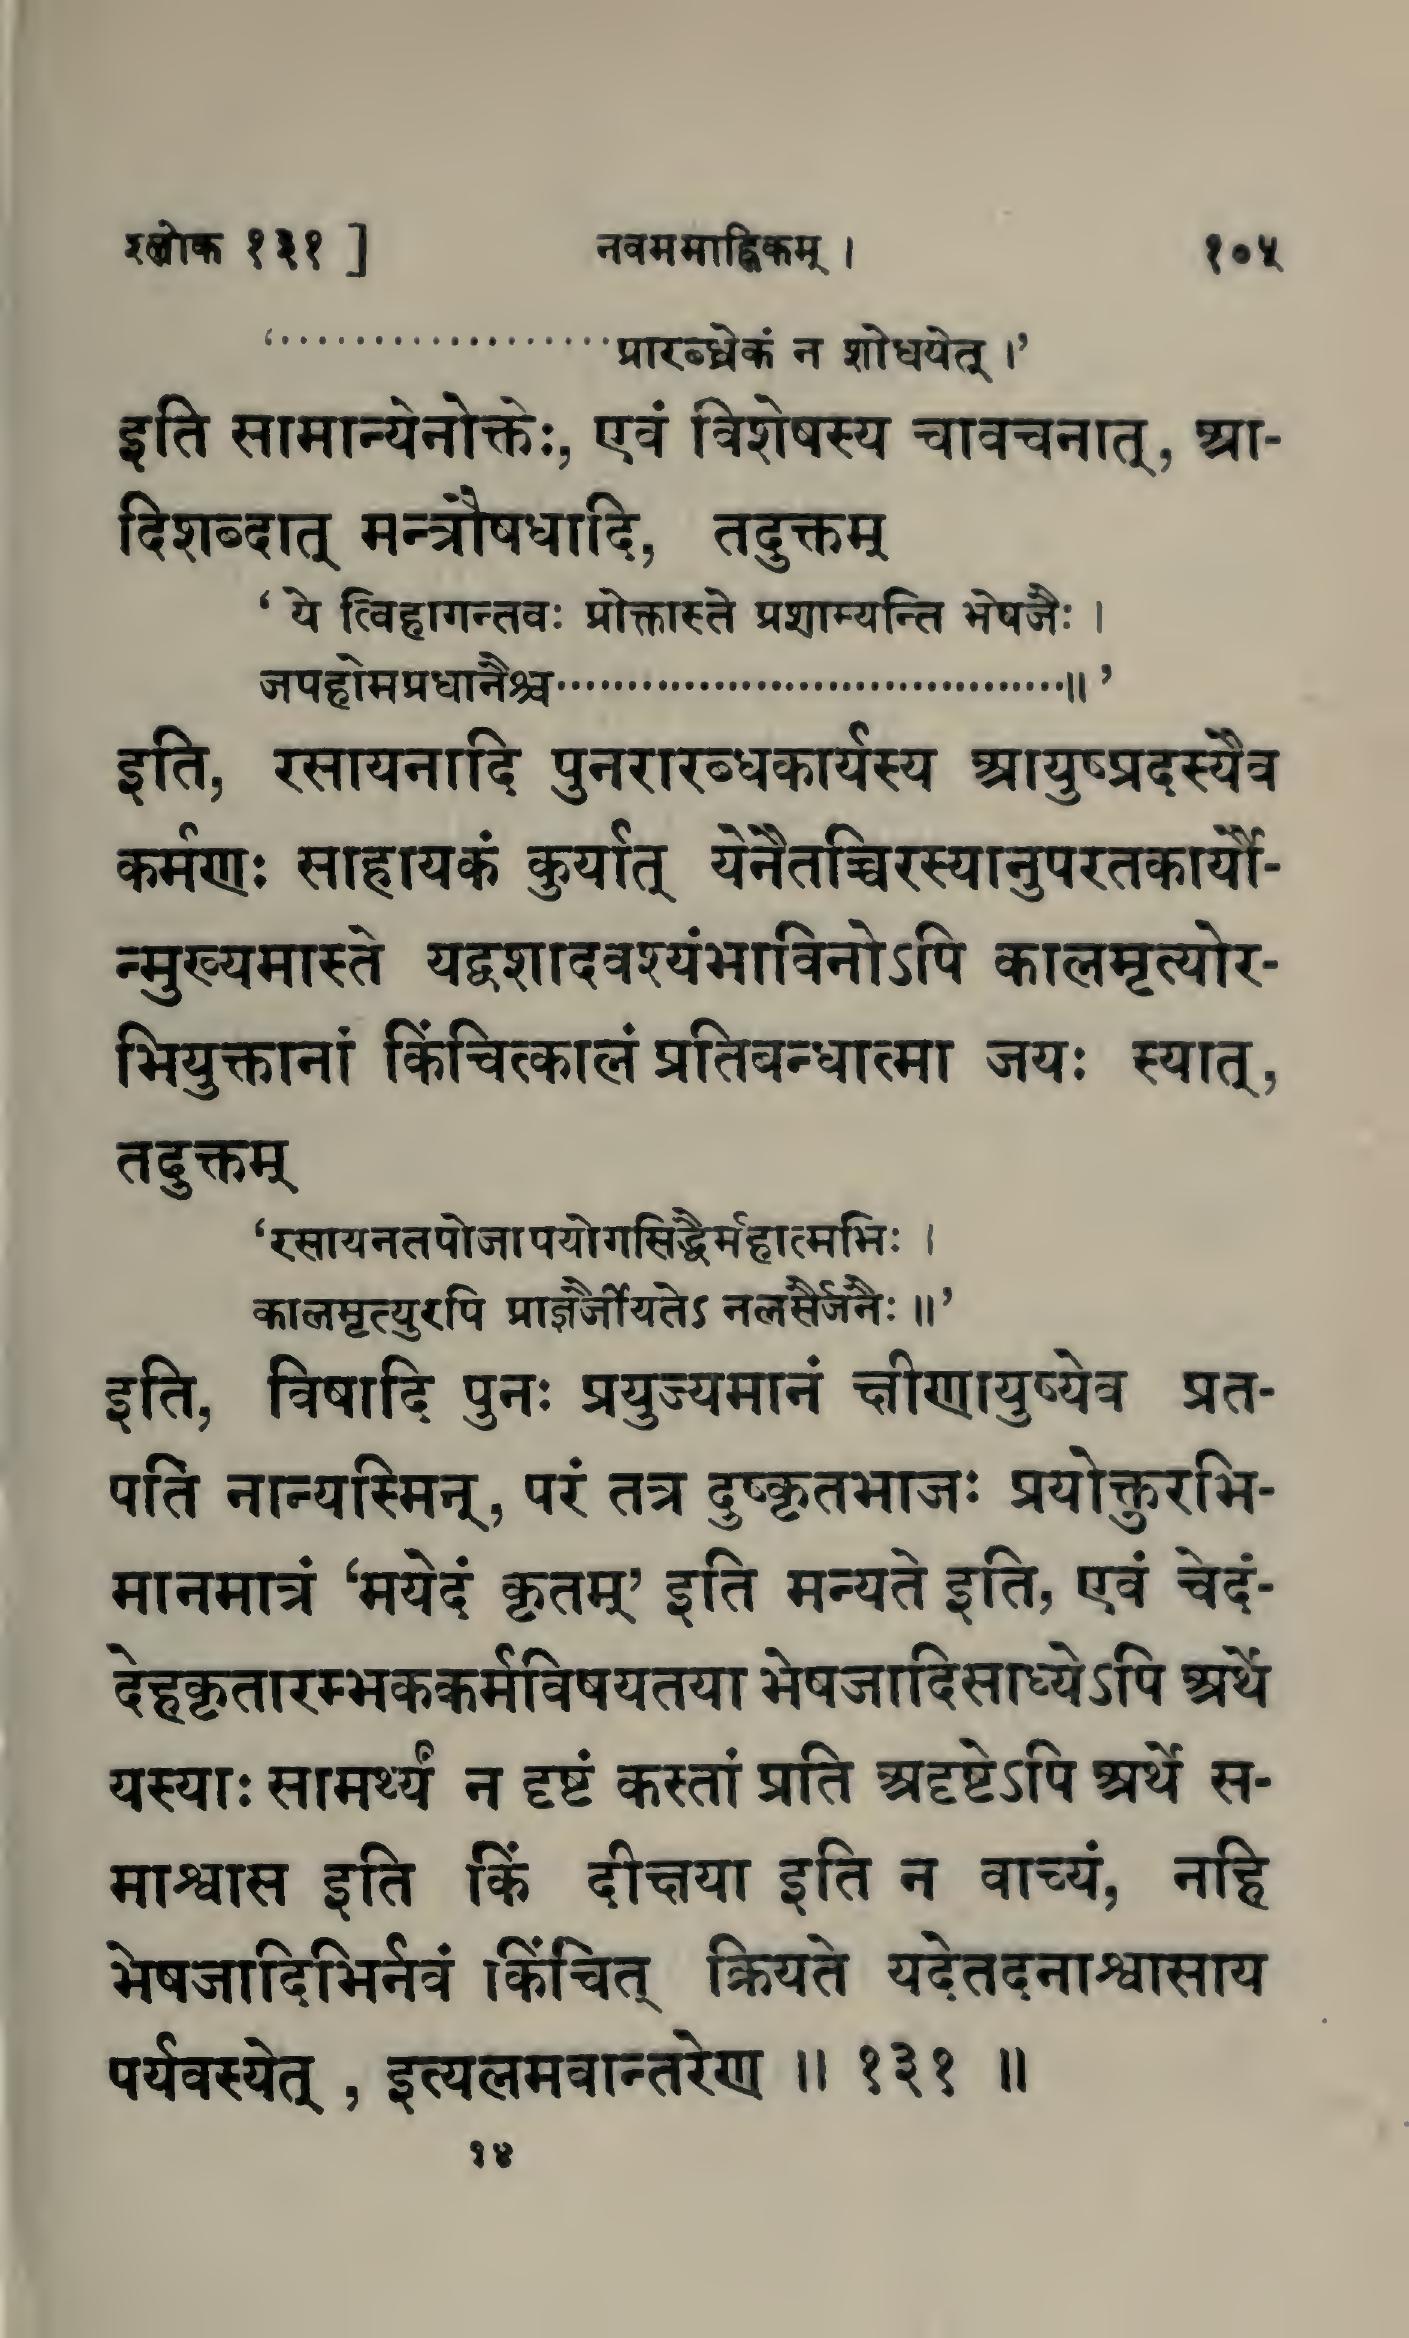 श्लोक १३१ ] नवममाह्निकम् । १०५
‘····················प्रारब्ध्रेकं न शोधयेत् ।’
इति सामान्येनोक्तेः, एवं विशेषस्य चावचनात्, आ-
दिशब्दात् मन्त्रौषधादि, तदुक्तम्
‘ ये त्विहागन्तवः प्रोक्तास्ते प्रशाम्यन्ति भेषजैः ।
जपहोमप्रधानैश्च····································॥ ’
इति, रसायनादि पुनरारब्धकार्यस्य आयुष्प्रदस्यैव
कर्मणः साहायकं कुर्यात् येनैतच्चिरस्यानुपरतकार्यौ-
न्मुख्यमास्ते यद्वशादवश्यंभाविनोऽपि कालमृत्योर-
भियुक्तानां किंचित्कालं प्रतिबन्धात्मा जयः स्यात्,
तदुक्तम्
‘रसायनतपोजापयोगसिद्धैर्महात्मभिः ।
कालमृत्युरपि प्राज्ञैर्जीयतेऽ नलसैर्जनैः ॥’
इति, विषादि पुनः प्रयुज्यमानं क्षीणायुष्येव प्रत-
पति नान्यस्मिन्, परं तत्र दुष्कृतभाजः प्रयोक्तुरभि-
मानमात्रं ‘मयेदं कृतम्’ इति मन्यते इति, एवं चेदं-
देहकृतारम्भककर्मविषयतया भेषजादिसाध्येऽपि अर्थे
यस्याः सामर्थ्यं न दृष्टं कस्तां प्रति अदृष्टेऽपि अर्थे स-
माश्वास इति किं दीक्षया इति न वाच्यं, नहि
भेषजादिभिर्नवं किंचित् क्रियते यदेतदनाश्वासाय
पर्यवस्येत् , इत्यलमवान्तरेण ॥ १३१ ॥
१४